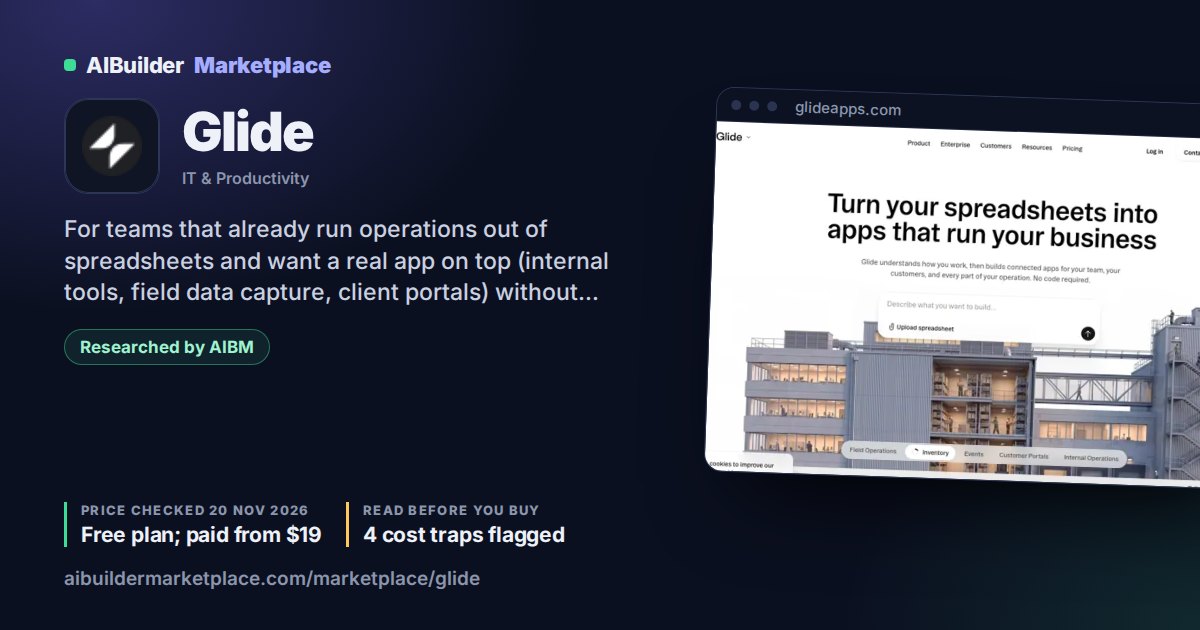 AIBuilder Marketplace
Glide
IT & Productivity
For teams that already run operations out of
spreadsheets and want a real app on top (internal
tools, field data capture, client portals) without...
Researched by AIBM
PRICE CHECKED 20 NOV 2026
Free plan; paid from $19
READ BEFORE YOU BUY
4 cost traps flagged
aibuildermarketplace.com/marketplace/glide
glideapps.com
Glide
Product Enterprise Customers Resources Pricing
Log in Conta
Turn your spreadsheets into
apps that run your business
Glide understands how you work, then builds connected apps for your team, your
customers, and every part of your operation. No code required.
Describe what you want to build...
Upload spreadsheet
Field Operations Inventory Events Customer Portals Internal Operations
cookies to improve our